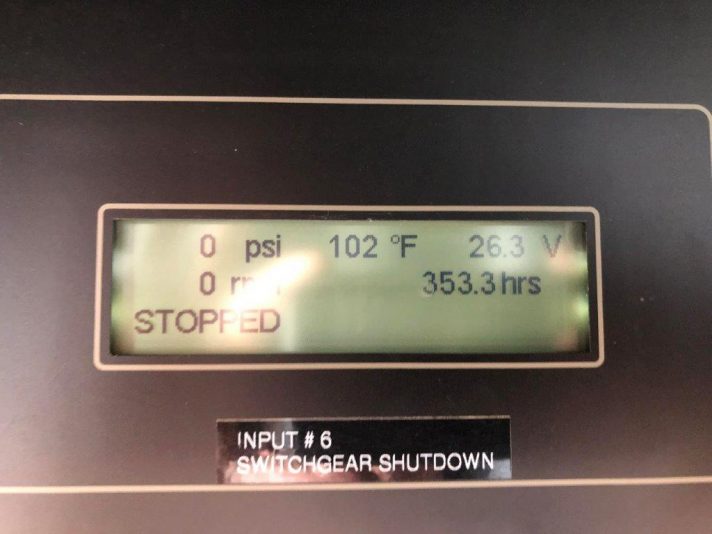 0 psi 102 °F 26.3 V
0 rpm 353.3 hrs
STOPPED
INPUT # 6
SWITCHGEAR SHUTDOWN